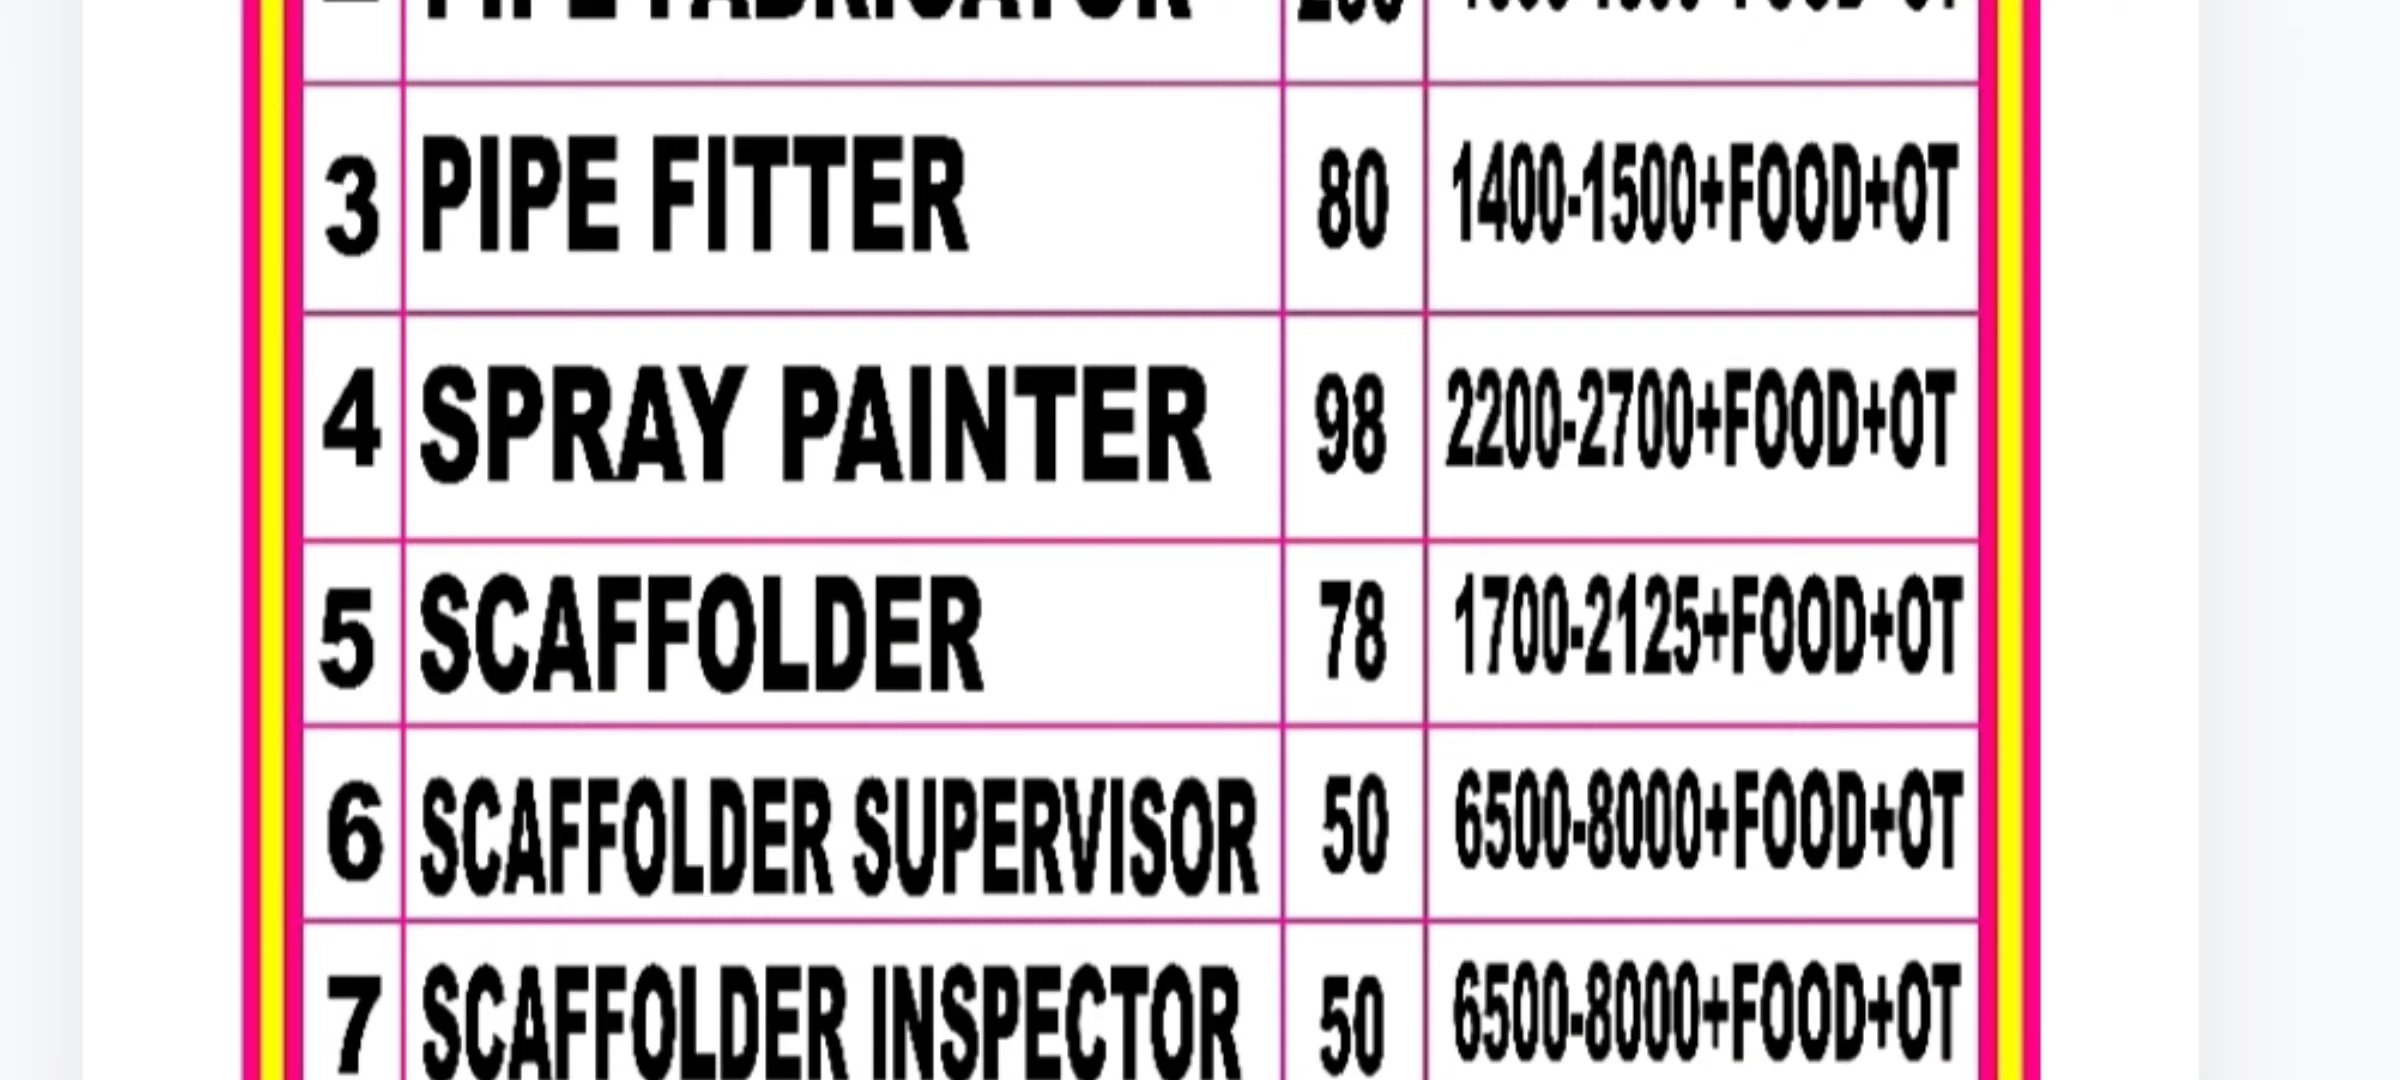 PIPE FABRICATOR
3 PIPE FITTER 80 1400-1500+FOOD+OT
4 SPRAY PAINTER 98 2200-2700+FOOD+OT
5 SCAFFOLDER 78 1700-2125+FOOD+OT
6 SCAFFOLDER SUPERVISOR 50 6500-8000+FOOD+OT
7 SCAFFOLDER INSPECTOR 50 6500-8000+FOOD+OT